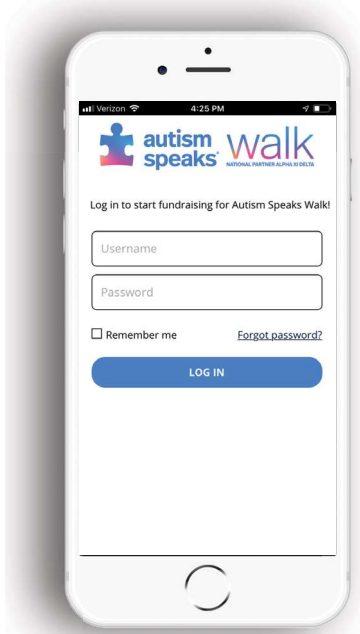 Verizon 4:25 PM
autism walk
speaks®
NATIONAL PARTNER ALPHA XI DELTA
Log in to start fundraising for Autism Speaks Walk!
Username
Password
Remember me Forgot password?
LOG IN